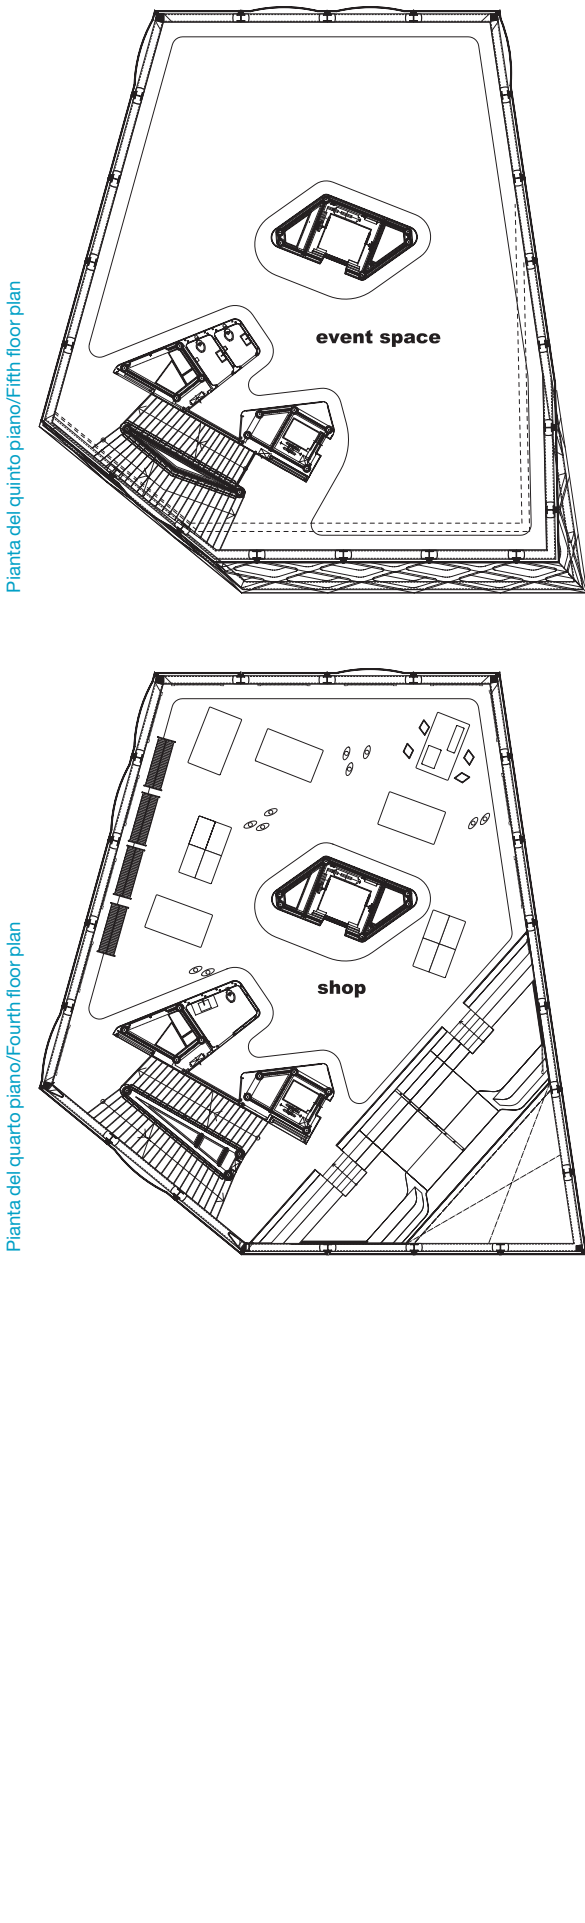 Pianta del quinto piano/Fifth floor plan
event space
Pianta del quarto piano/Fourth floor plan
shop